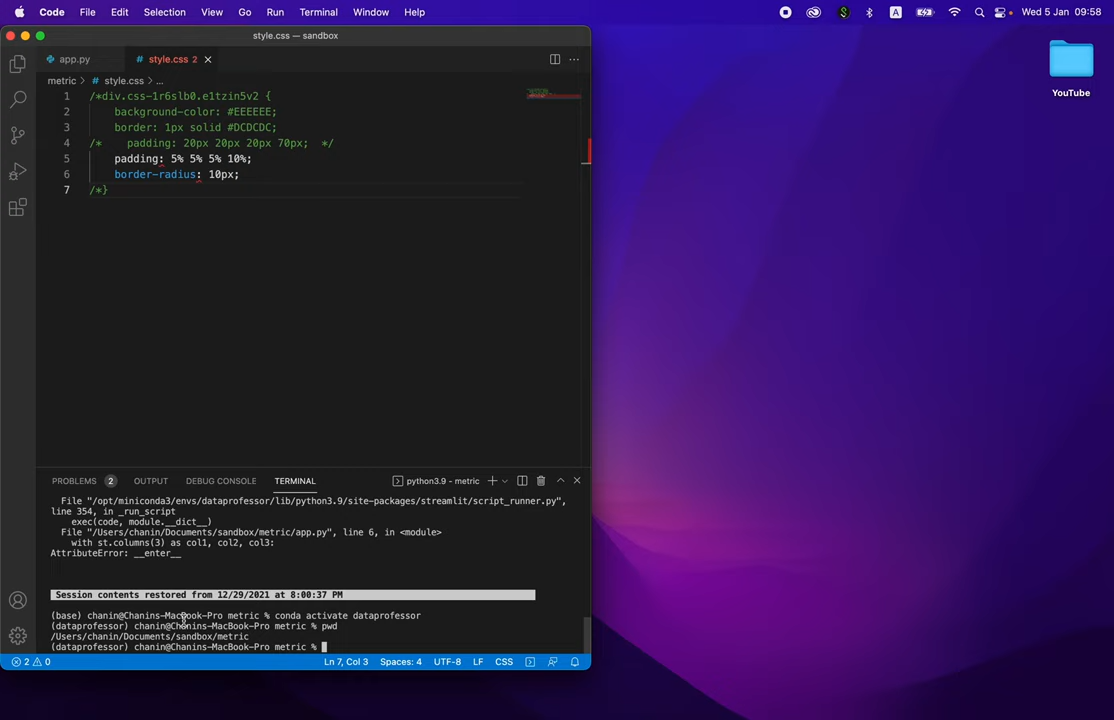 Code File Edit Selection View Go Run Terminal Window Help
A Wed 5 Jan 09:58
style.css — sandbox
YouTube
app.py # style.css 2
metric > # style.css > ...
1 /*div.css-1r6slb0.e1tzin5v2 {
2 background-color: #EEEEEE;
3 border: 1px solid #DCDCDC;
4 /* padding: 20px 20px 20px 70px; */
5 padding: 5% 5% 5% 10%;
6 border-radius: 10px;
7 /*}
PROBLEMS 2 OUTPUT DEBUG CONSOLE TERMINAL python3.9 - metric
File "/opt/miniconda3/envs/dataprofessor/lib/python3.9/site-packages/streamlit/script_runner.py",
line 354, in _run_script
exec(code, module.__dict__)
File "/Users/chanin/Documents/sandbox/metric/app.py", line 6, in <module>
with st.columns(3) as col1, col2, col3:
AttributeError: __enter__
Session contents restored from 12/29/2021 at 8:00:37 PM
(base) chanin@Chanins-MacBook-Pro metric % conda activate dataprofessor
(dataprofessor) chanin@Chanins-MacBook-Pro metric % pwd
/Users/chanin/Documents/sandbox/metric
(dataprofessor) chanin@Chanins-MacBook-Pro metric %
2 0 Ln 7, Col 3 Spaces: 4 UTF-8 LF CSS